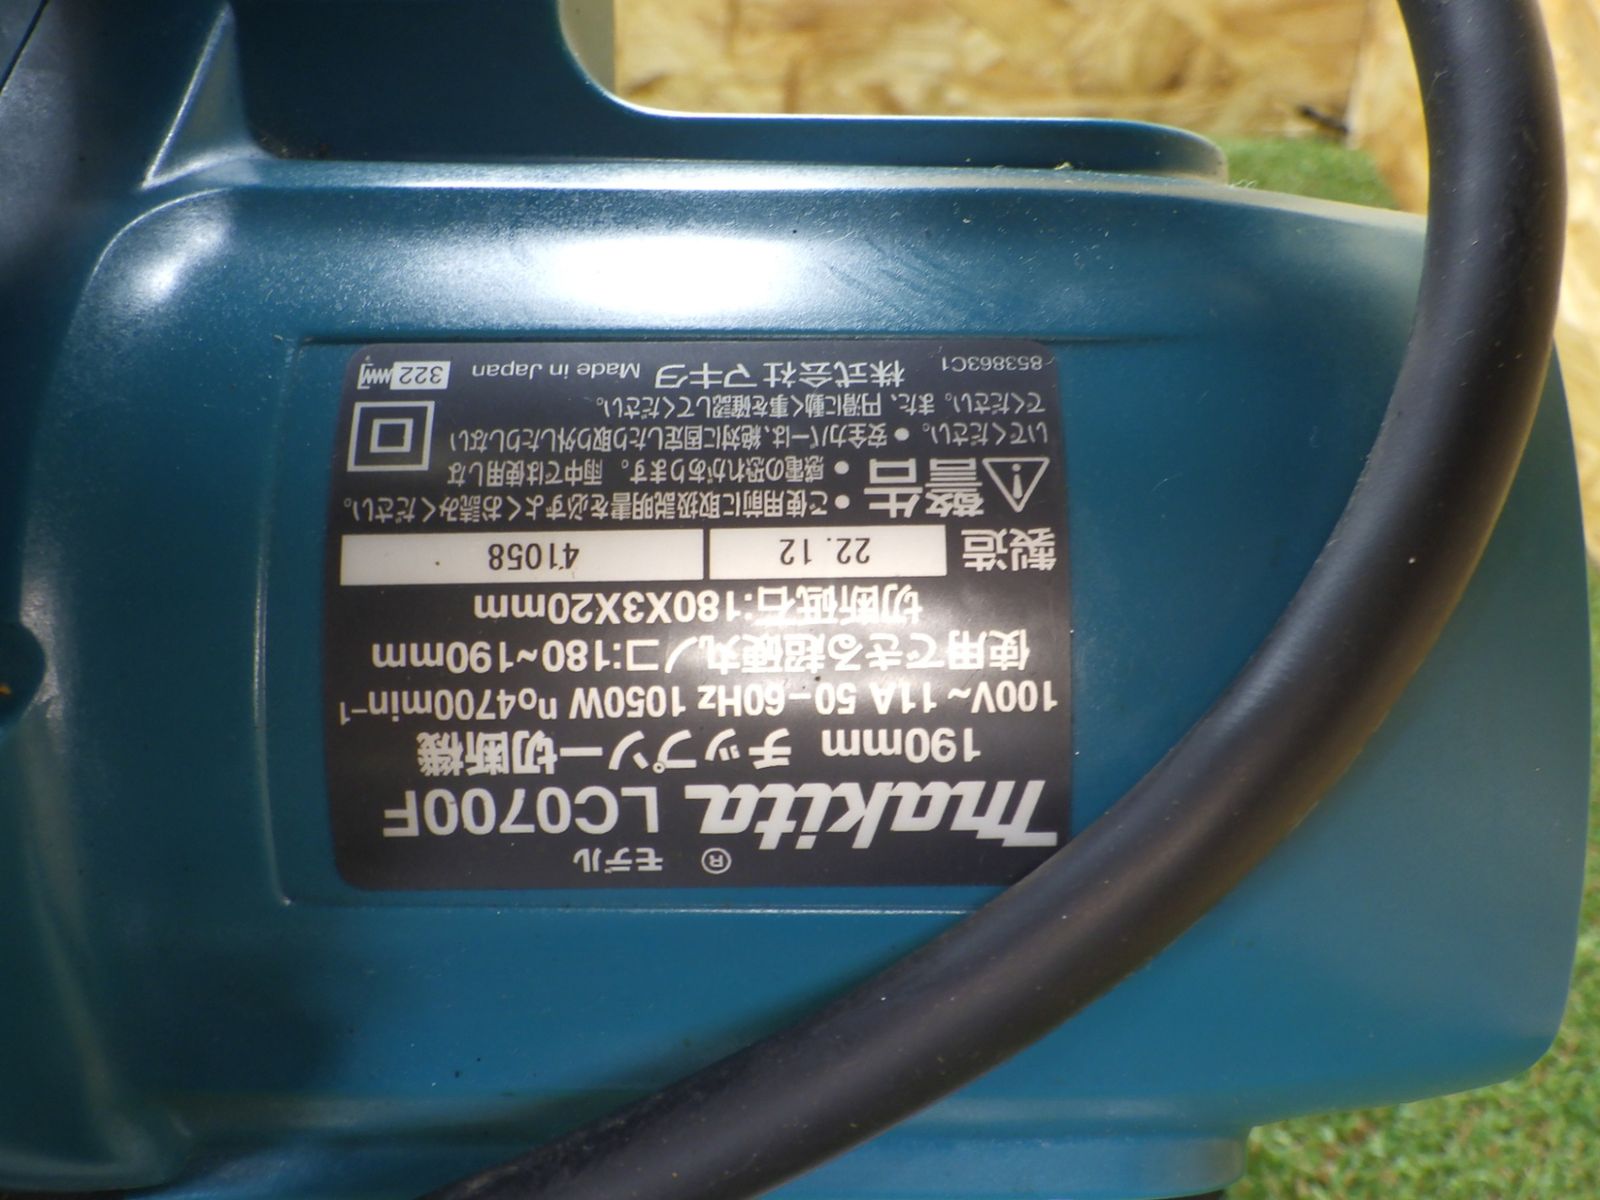 モデル
makita® LC0700F
190mm チップソー切断機
100V~ 11A 50-60Hz 1050W n₀4700min⁻¹
使用できる超硬丸ノコ:180~190mm
切断砥石:180X3X20mm
製造 22.12 41058
ご使用前に取扱説明書を必ずよくお読みください。
警告 ●感電の恐れがあります。雨中では使用しな
いでください。●安全カバーは、絶対に固定したり取り外したりしない
でください。また、円滑に動く事を確認してください。
853863C1 株式会社マキタ Made in Japan 322